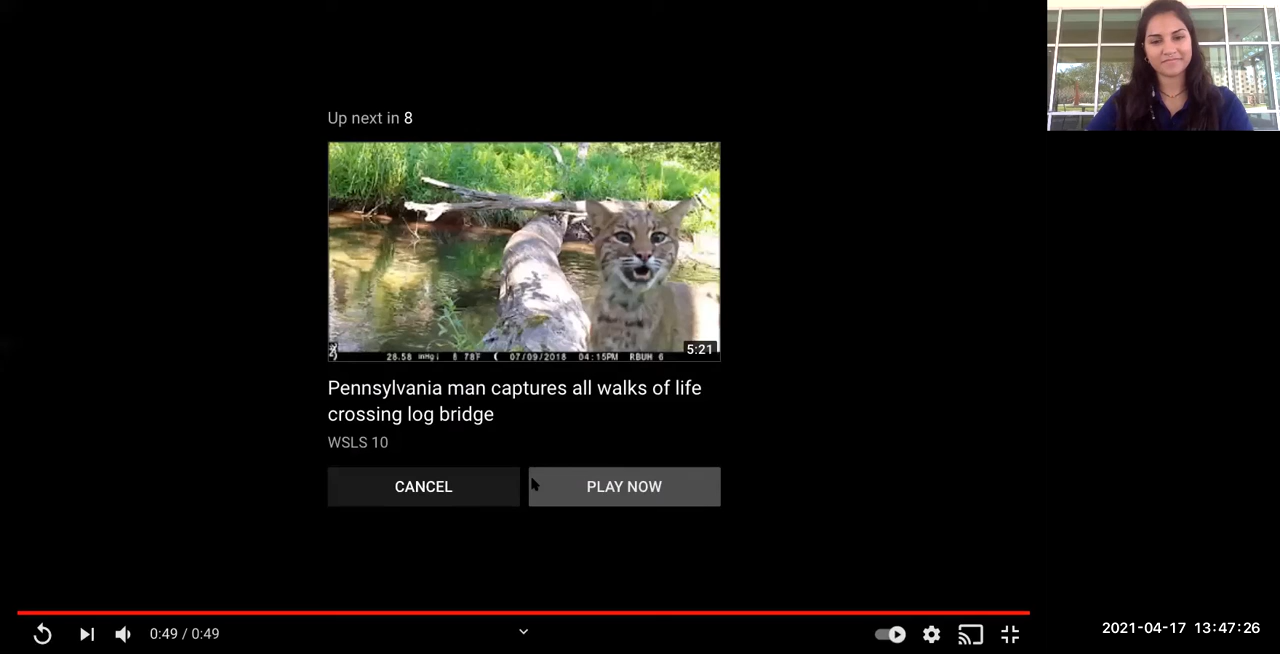 Up next in 8
28.58 inHg↓ 78°F 07/09/2018 04:15PM RBUH 6
5:21
Pennsylvania man captures all walks of life
crossing log bridge
WSLS 10
CANCEL
PLAY NOW
0:49 / 0:49
2021-04-17 13:47:26